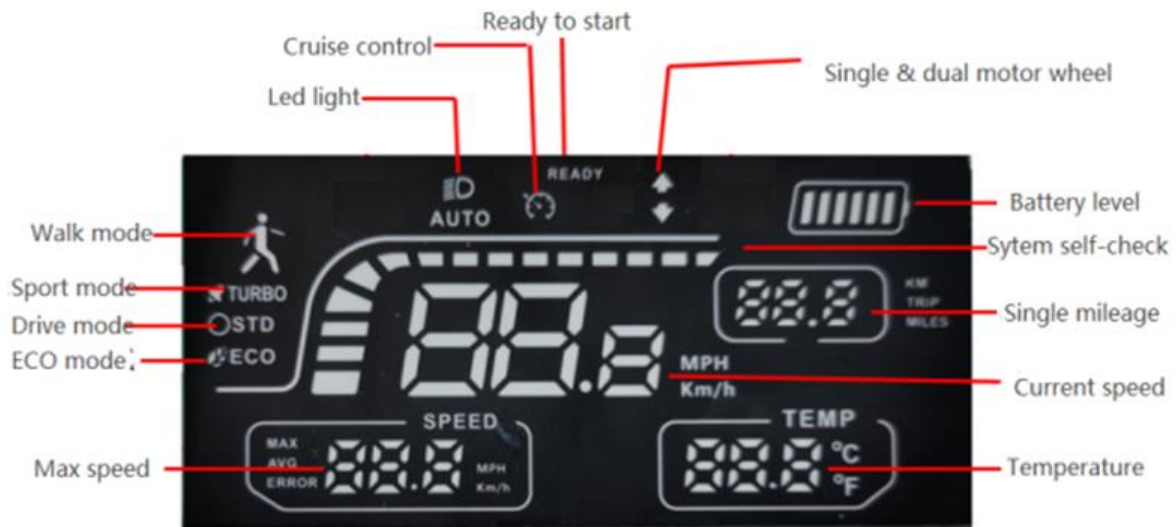 Ready to start
Cruise control
Single & dual motor wheel
Led light
READY
AUTO
Battery level
Walk mode
Sytem self-check
Sport mode
TURBO
88.8
KM
TRIP
MILES
Single mileage
Drive mode
STD
ECO mode
ECO
88.8
MPH
Km/h
Current speed
SPEED
TEMP
MAX
AVG
ERROR
88.8
MPH
Km/h
Max speed
88.8
°C
°F
Temperature